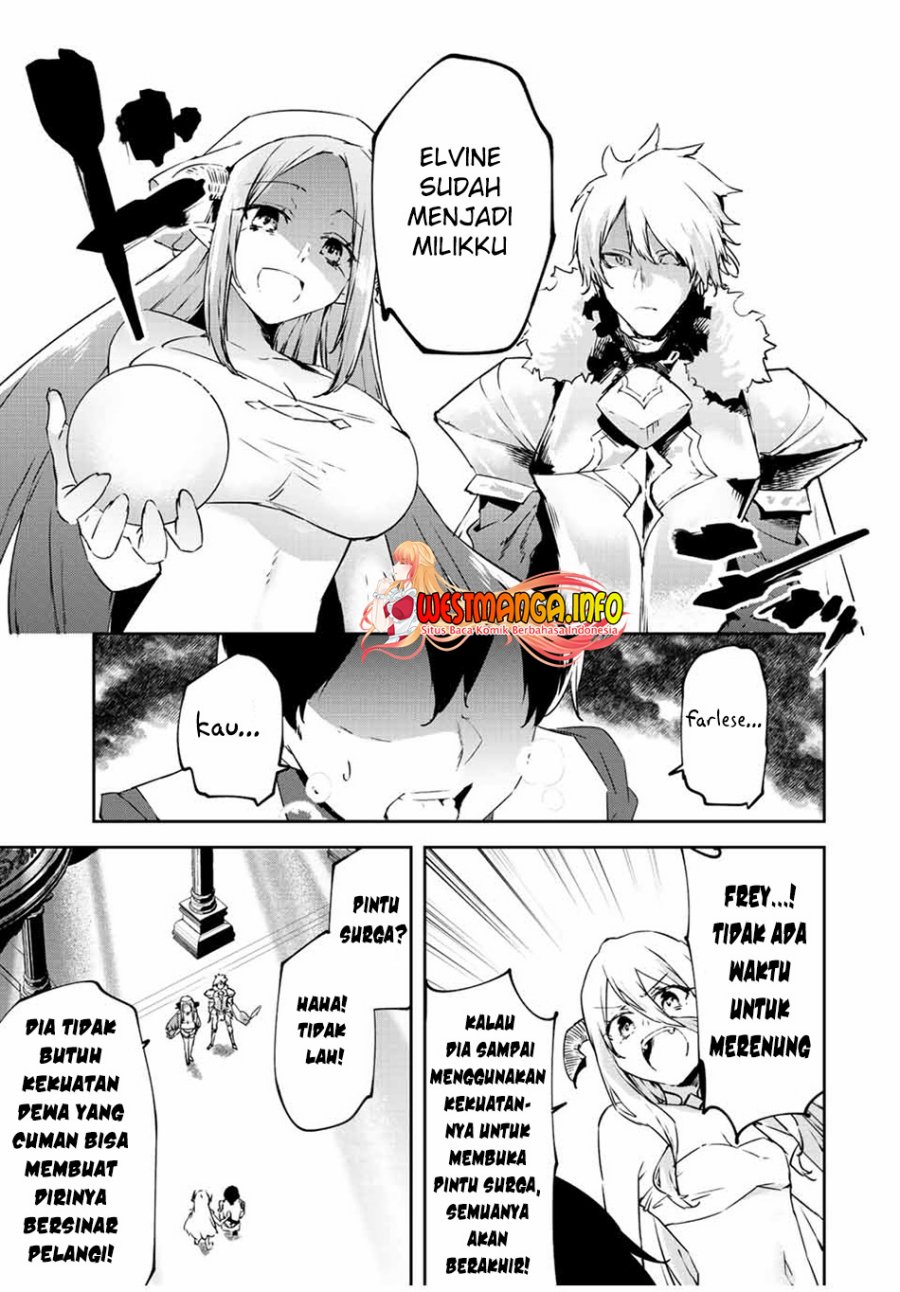 ELVINE
SUDAH
MENJADI
MILIKKU
WESTMANGA.INFO
Situs Baca Komik Berbahasa Indonesia
farlese...
kau...
FREY...!
TIDAK ADA
WAKTU
UNTUK
MERENUNG
KALAU
DIA SAMPAI
MENGGUNAKAN
KEKUATAN-
NYA UNTUK
MEMBUKA
PINTU SURGA,
SEMUANYA
AKAN
BERAKHIR!
PINTU
SURGA?
HAHA!
TIDAK
LAH!
DIA TIDAK
BUTUH
KEKUATAN
DEWA YANG
CUMAN BISA
MEMBUAT
DIRINYA
BERSINAR
PELANGI!